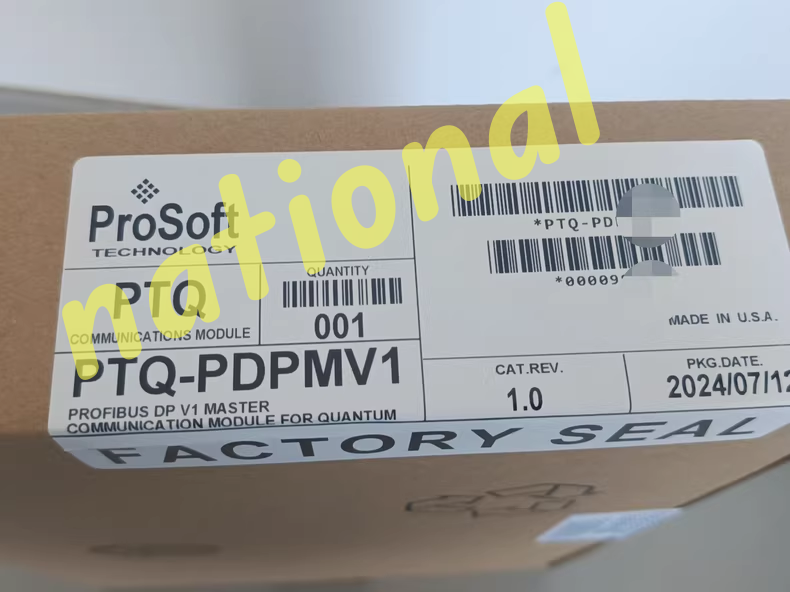 national
ProSoft
TECHNOLOGY
PTQ
COMMUNICATIONS MODULE
QUANTITY
001
PTQ-PDPMV1
PROFIBUS DP V1 MASTER
COMMUNICATION MODULE FOR QUANTUM
*PTQ-PD
*00009
MADE IN U.S.A.
CAT.REV.
1.0
PKG.DATE.
2024/07/12
FACTORY SEAL